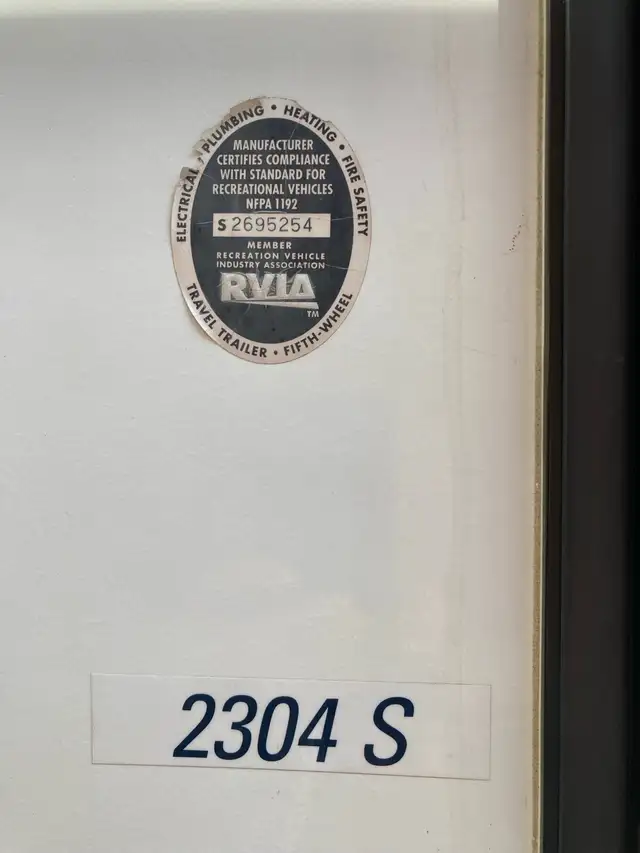 ELECTRICAL • PLUMBING • HEATING • FIRE SAFETY
MANUFACTURER
CERTIFIES COMPLIANCE
WITH STANDARD FOR
RECREATIONAL VEHICLES
NFPA 1192
S 2695254
MEMBER
RECREATION VEHICLE
INDUSTRY ASSOCIATION
RVIA
TM
TRAVEL TRAILER • FIFTH-WHEEL
2304 S